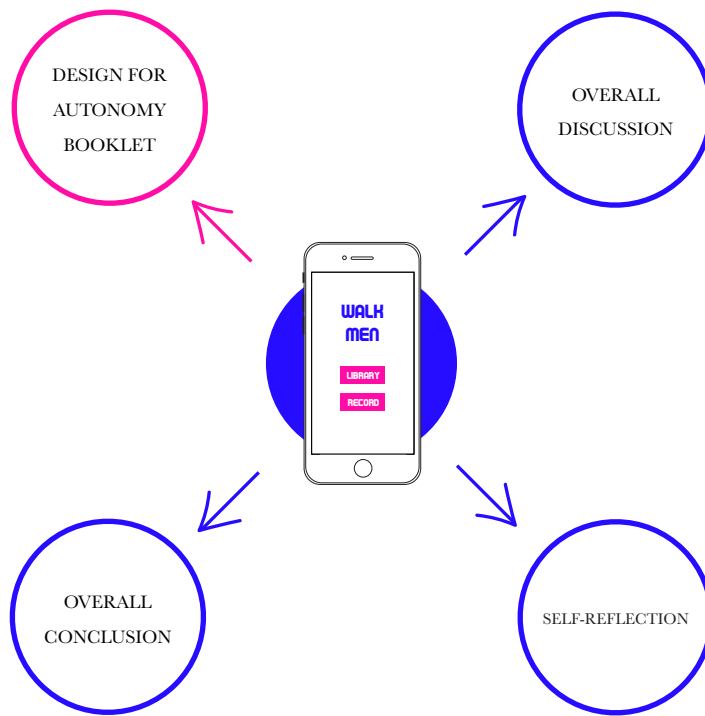 DESIGN FOR
AUTONOMY
BOOKLET
OVERALL
DISCUSSION
WALK
MEN
LIBRARY
RECORD
OVERALL
CONCLUSION
SELF-REFLECTION